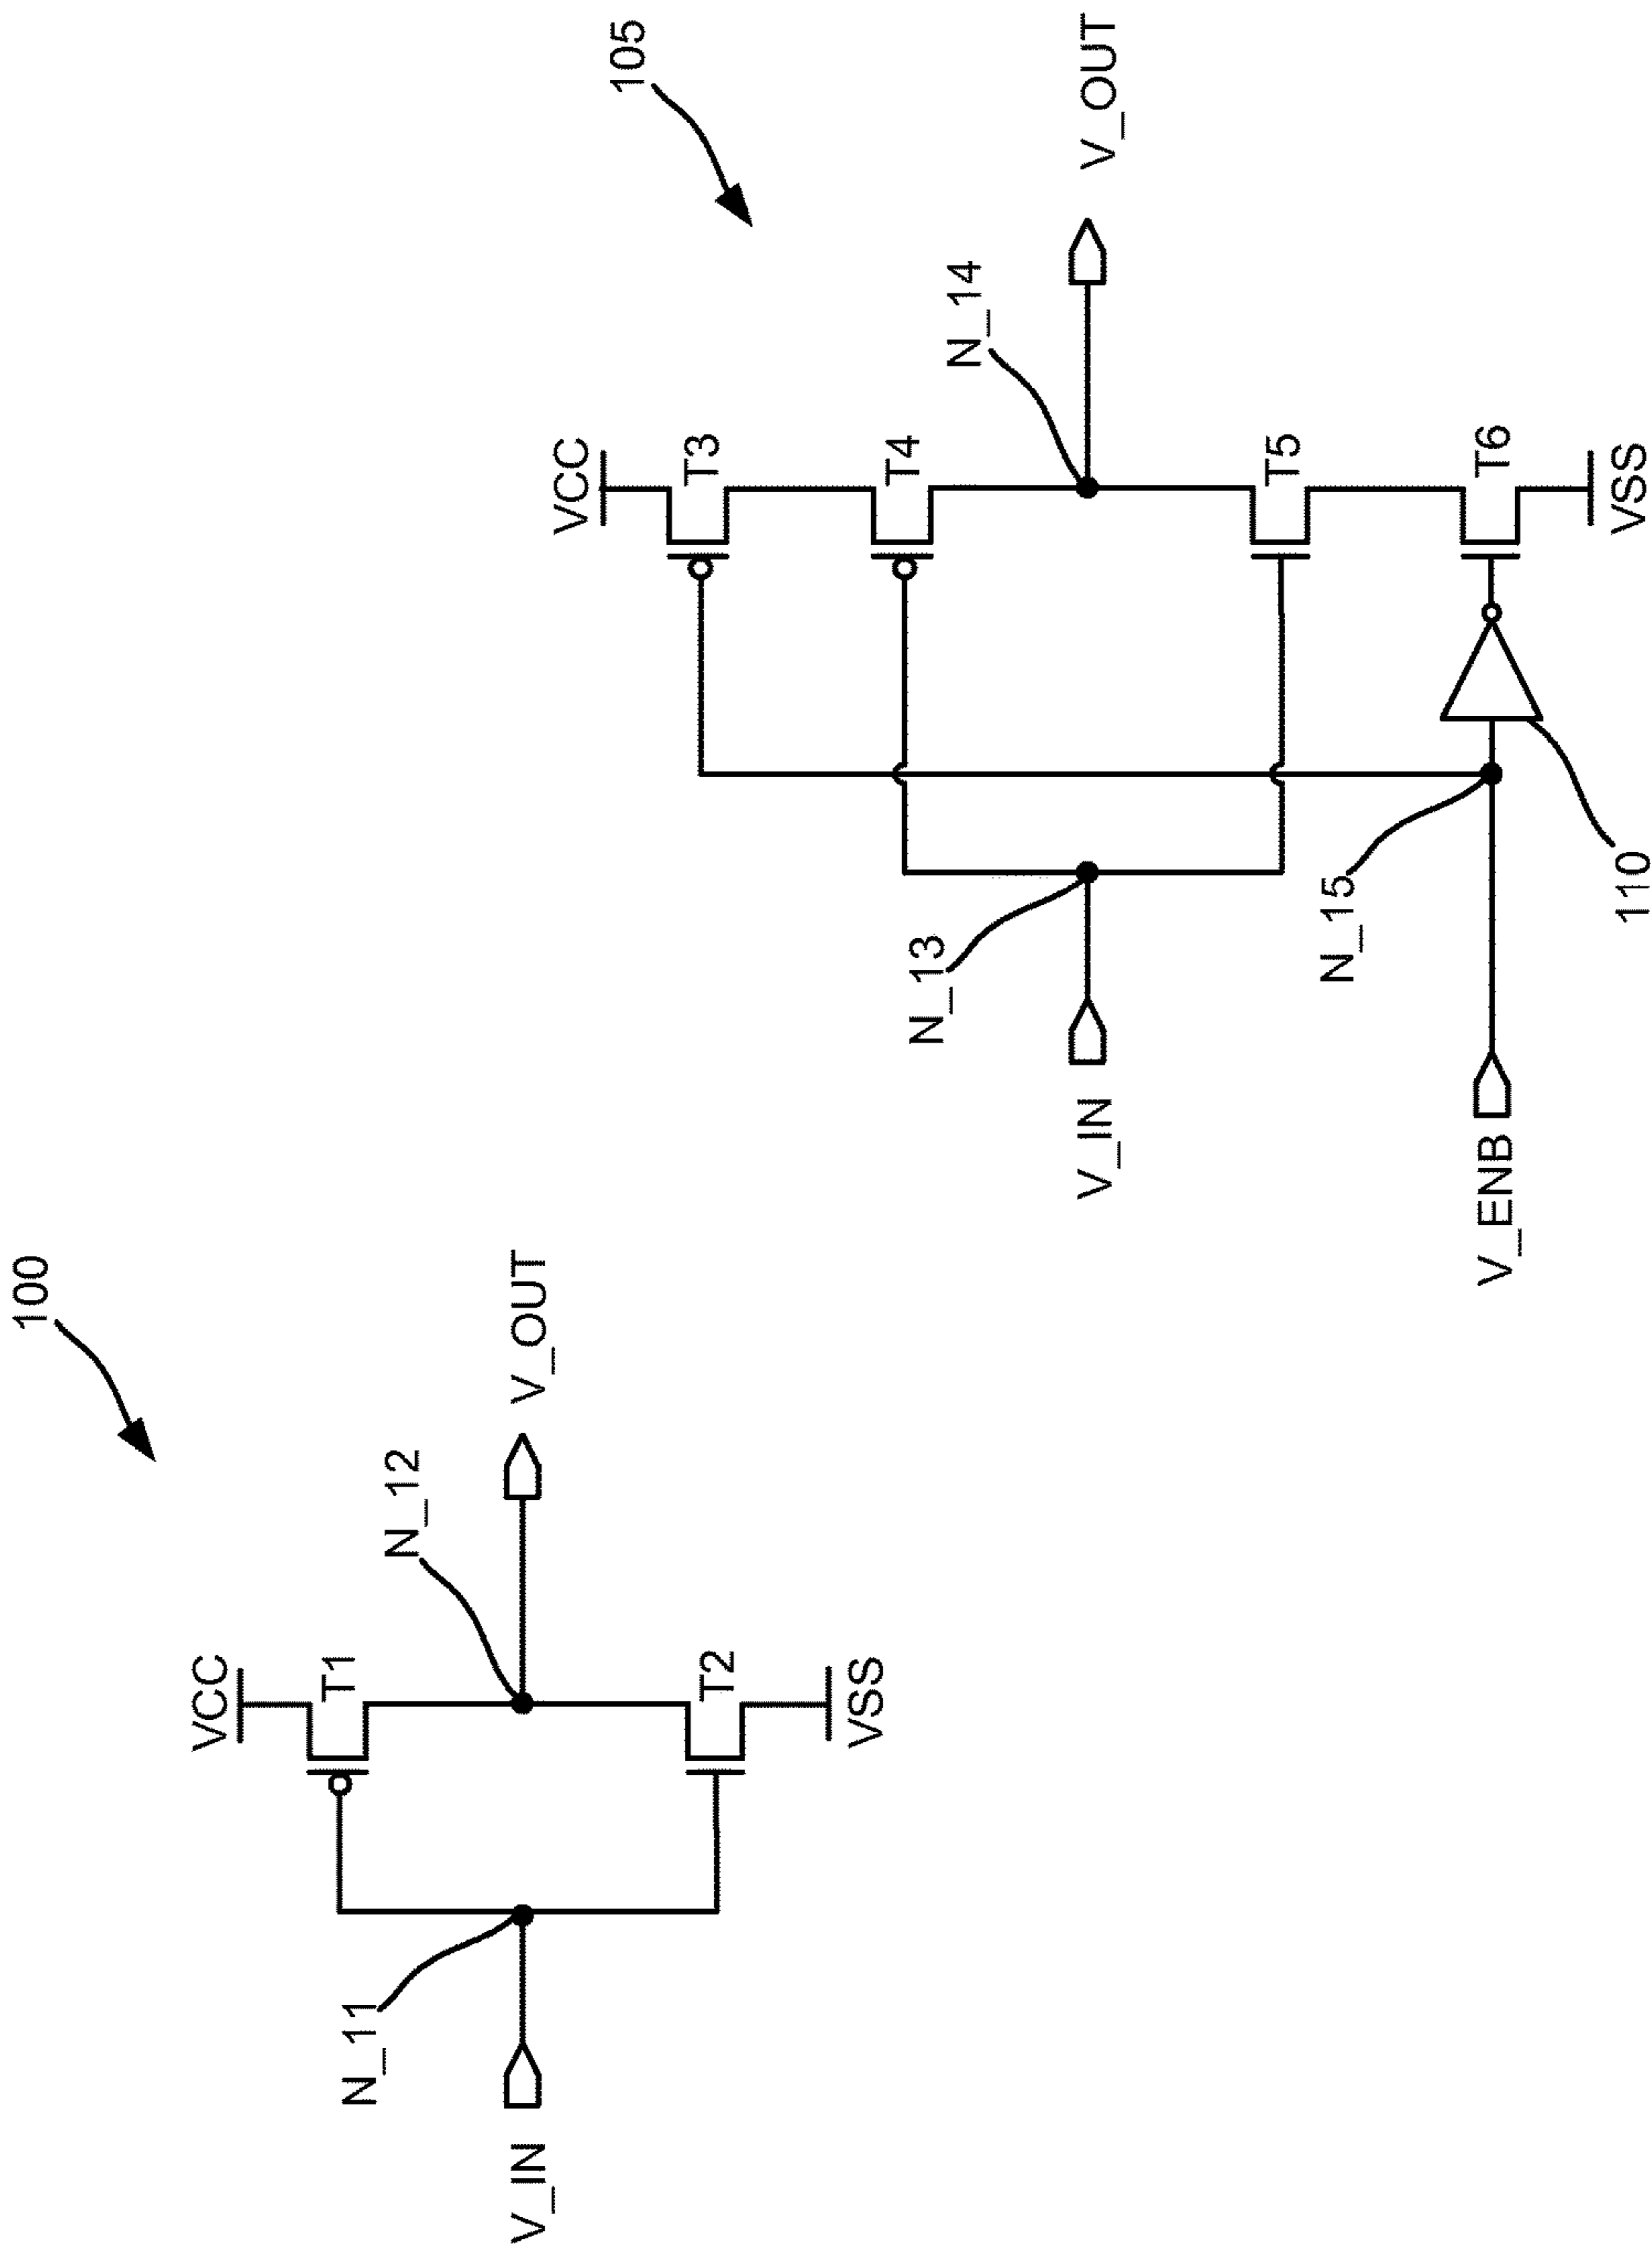 100
VCC
T1
N_11
N_12
V_IN
V_OUT
T2
VSS
105
VCC
T3
T4
N_13
N_14
V_IN
V_OUT
T5
N_15
T6
V_ENB
110
VSS